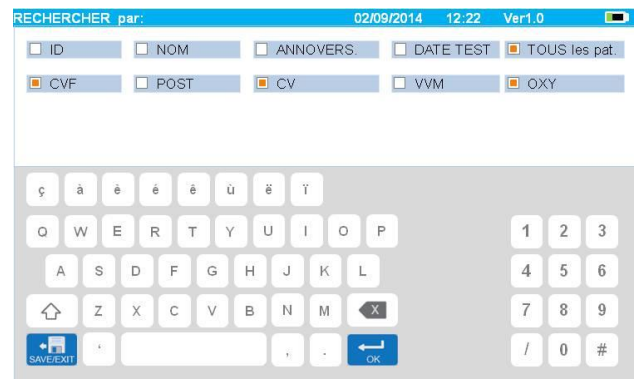 RECHERCHER par: 02/09/2014 12:22 Ver1.0
ID NOM ANNOVERS. DATE TEST TOUS les pat.
CVF POST CV VVM OXY
ç à è é ê ù ë ï
Q W E R T Y U I O P 1 2 3
A S D F G H J K L 4 5 6
Z X C V B N M X 7 8 9
SAVE/EXIT ‘ , . OK / 0 #